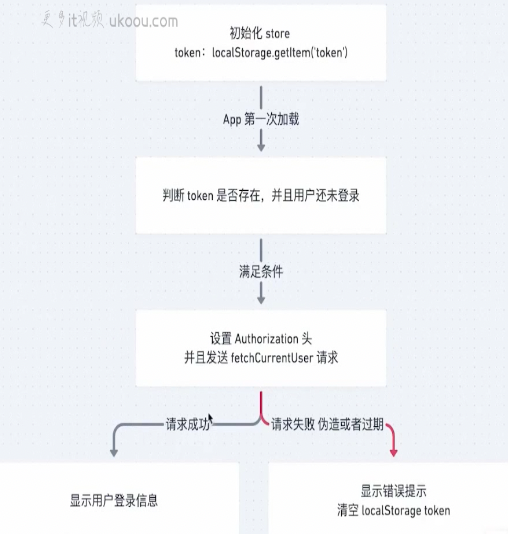 更多it视频 ukoou.com
初始化 store
token：localStorage.getItem('token')
App 第一次加载
判断 token 是否存在，并且用户还未登录
满足条件
设置 Authorization 头
并且发送 fetchCurrentUser 请求
请求成功
请求失败 伪造或者过期
显示用户登录信息
显示错误提示
清空 localStorage token